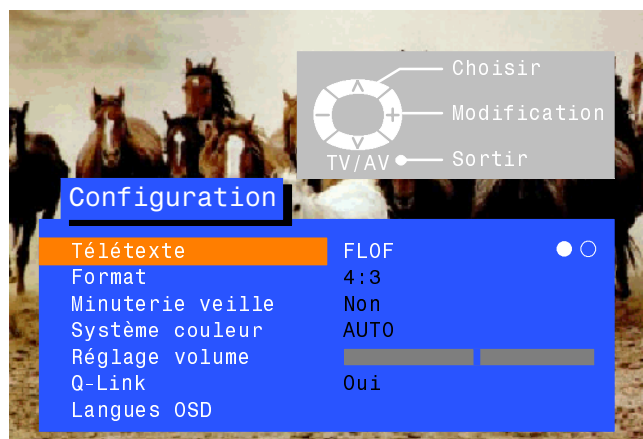 Choisir
Modification
TV/AV Sortir
Configuration
Télétexte FLOF
Format 4:3
Minuterie veille Non
Système couleur AUTO
Réglage volume
Q-Link Oui
Langues OSD